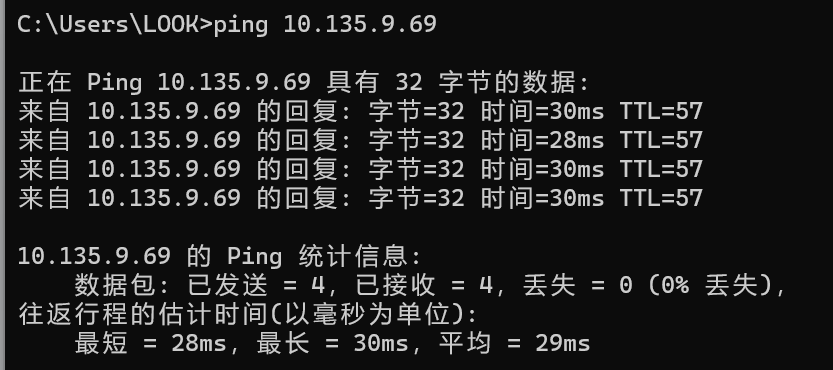 C:\Users\LOOK>ping 10.135.9.69
正在 Ping 10.135.9.69 具有 32 字节的数据:
来自 10.135.9.69 的回复: 字节=32 时间=30ms TTL=57
来自 10.135.9.69 的回复: 字节=32 时间=28ms TTL=57
来自 10.135.9.69 的回复: 字节=32 时间=30ms TTL=57
来自 10.135.9.69 的回复: 字节=32 时间=30ms TTL=57
10.135.9.69 的 Ping 统计信息:
    数据包: 已发送 = 4, 已接收 = 4, 丢失 = 0 (0% 丢失),
往返行程的估计时间(以毫秒为单位):
    最短 = 28ms, 最长 = 30ms, 平均 = 29ms